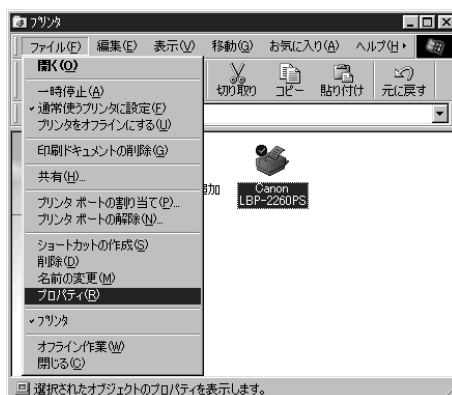 プリンタ
ファイル(F) 編集(E) 表示(V) 移動(G) お気に入り(A) ヘルプ(H)
開く(O)
一時停止(A)
通常使うプリンタに設定(F)
プリンタをオフラインにする(U)
印刷ドキュメントの削除(G)
共有(H)...
プリンタ ポートの割り当て(P)...
プリンタ ポートの解除(N)...
ショートカットの作成(S)
削除(D)
名前の変更(M)
プロパティ(R)
プリンタ
オフライン作業(W)
閉じる(C)
切り取り コピー 貼り付け 元に戻す
加
Canon
LBP-2260PS
選択されたオブジェクトのプロパティを表示します。